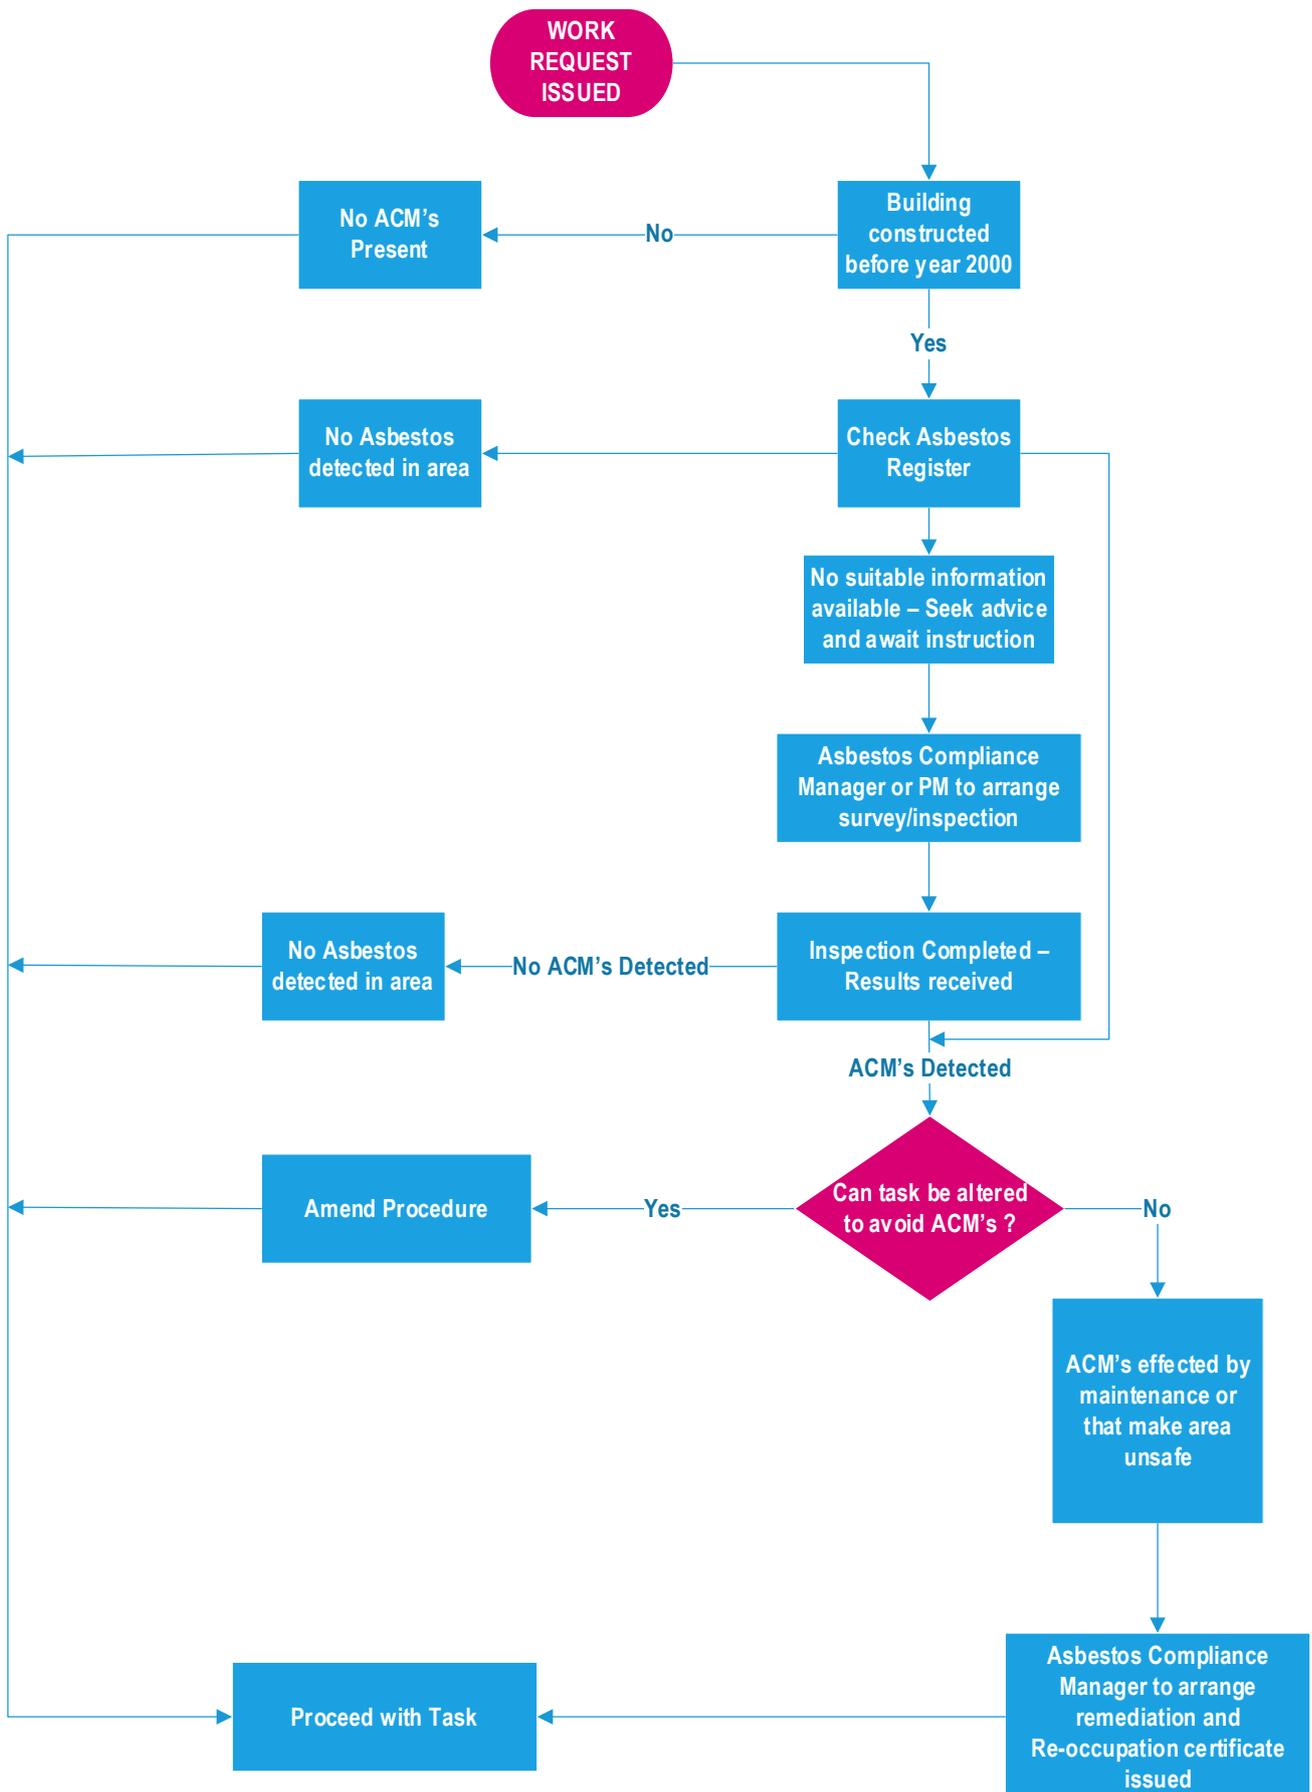 WORK
REQUEST
ISSUED
Building
constructed
before year 2000
No
No ACM's
Present
Yes
Check Asbestos
Register
No Asbestos
detected in area
No suitable information
available – Seek advice
and await instruction
Asbestos Compliance
Manager or PM to arrange
survey/inspection
Inspection Completed –
Results received
No ACM's Detected
No Asbestos
detected in area
ACM's Detected
Can task be altered
to avoid ACM's ?
Yes
Amend Procedure
No
ACM's effected by
maintenance or
that make area
unsafe
Asbestos Compliance
Manager to arrange
remediation and
Re-occupation certificate
issued
Proceed with Task